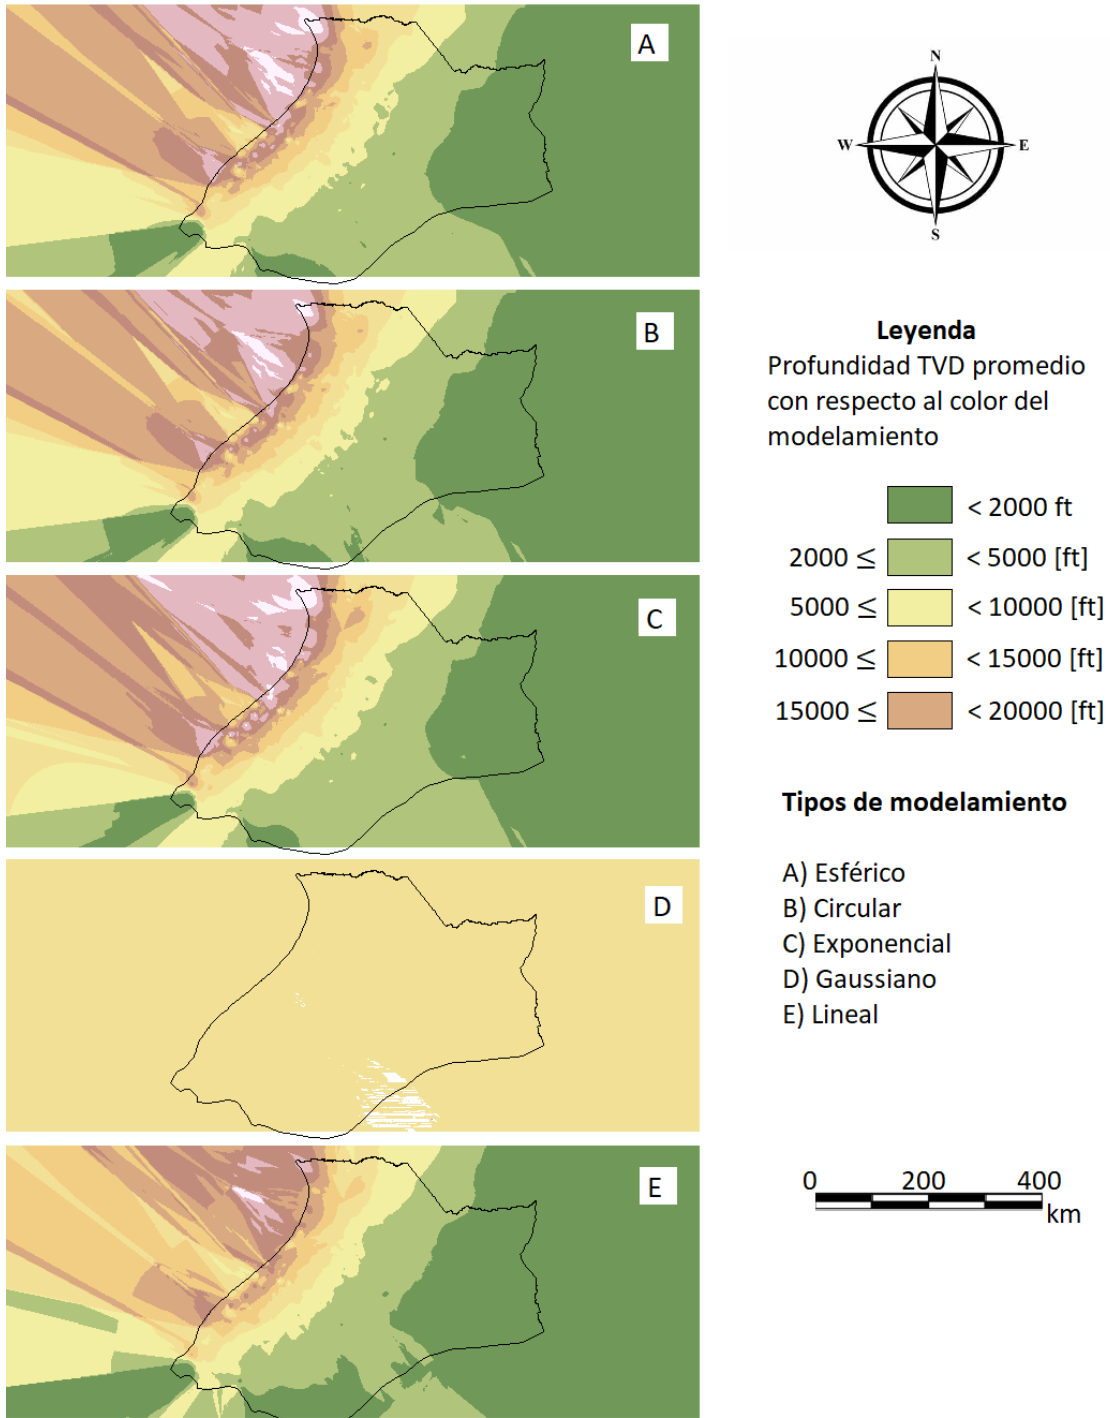 A
B
C
D
E
N
W
E
S
Leyenda
Profundidad TVD promedio
con respecto al color del
modelamiento
< 2000 ft
2000 ≤ < 5000 [ft]
5000 ≤ < 10000 [ft]
10000 ≤ < 15000 [ft]
15000 ≤ < 20000 [ft]
Tipos de modelamiento
A) Esférico
B) Circular
C) Exponencial
D) Gaussiano
E) Lineal
0 200 400
km